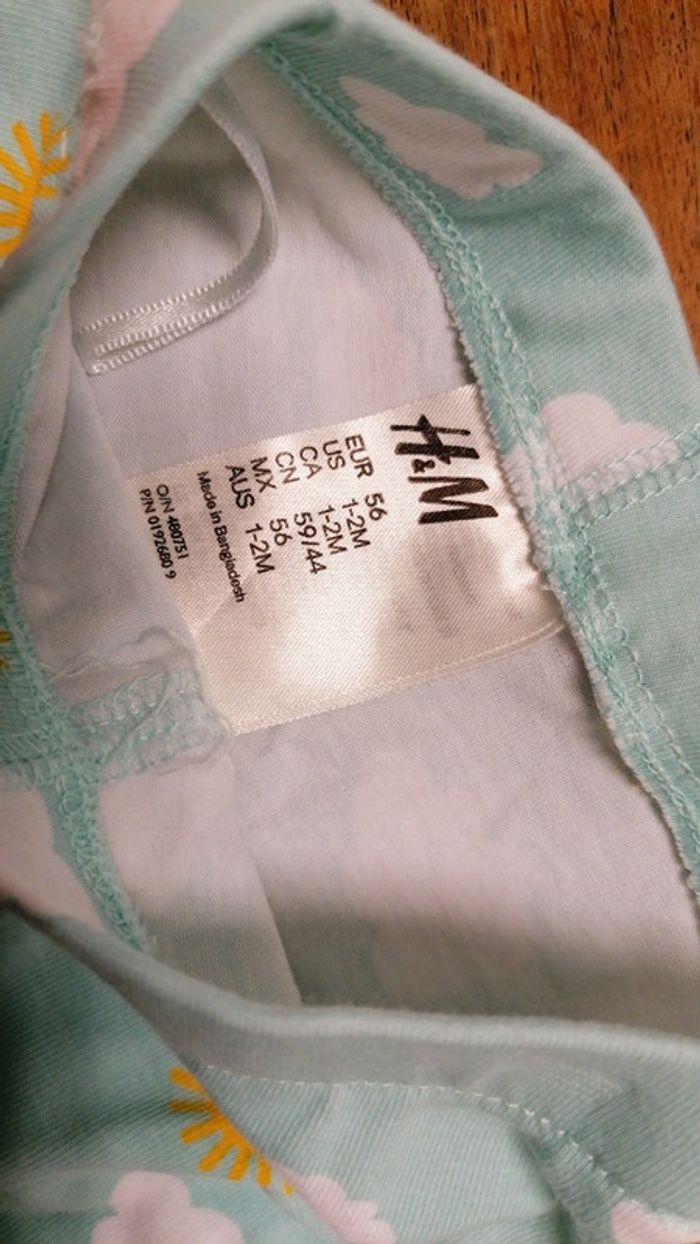 H&M
EUR 56
US 1-2M
CA 1-2M
CN 59/44
MX 56
AUS 1-2M
Made in Bangladesh
O/N 480751
P/N 0192680 9